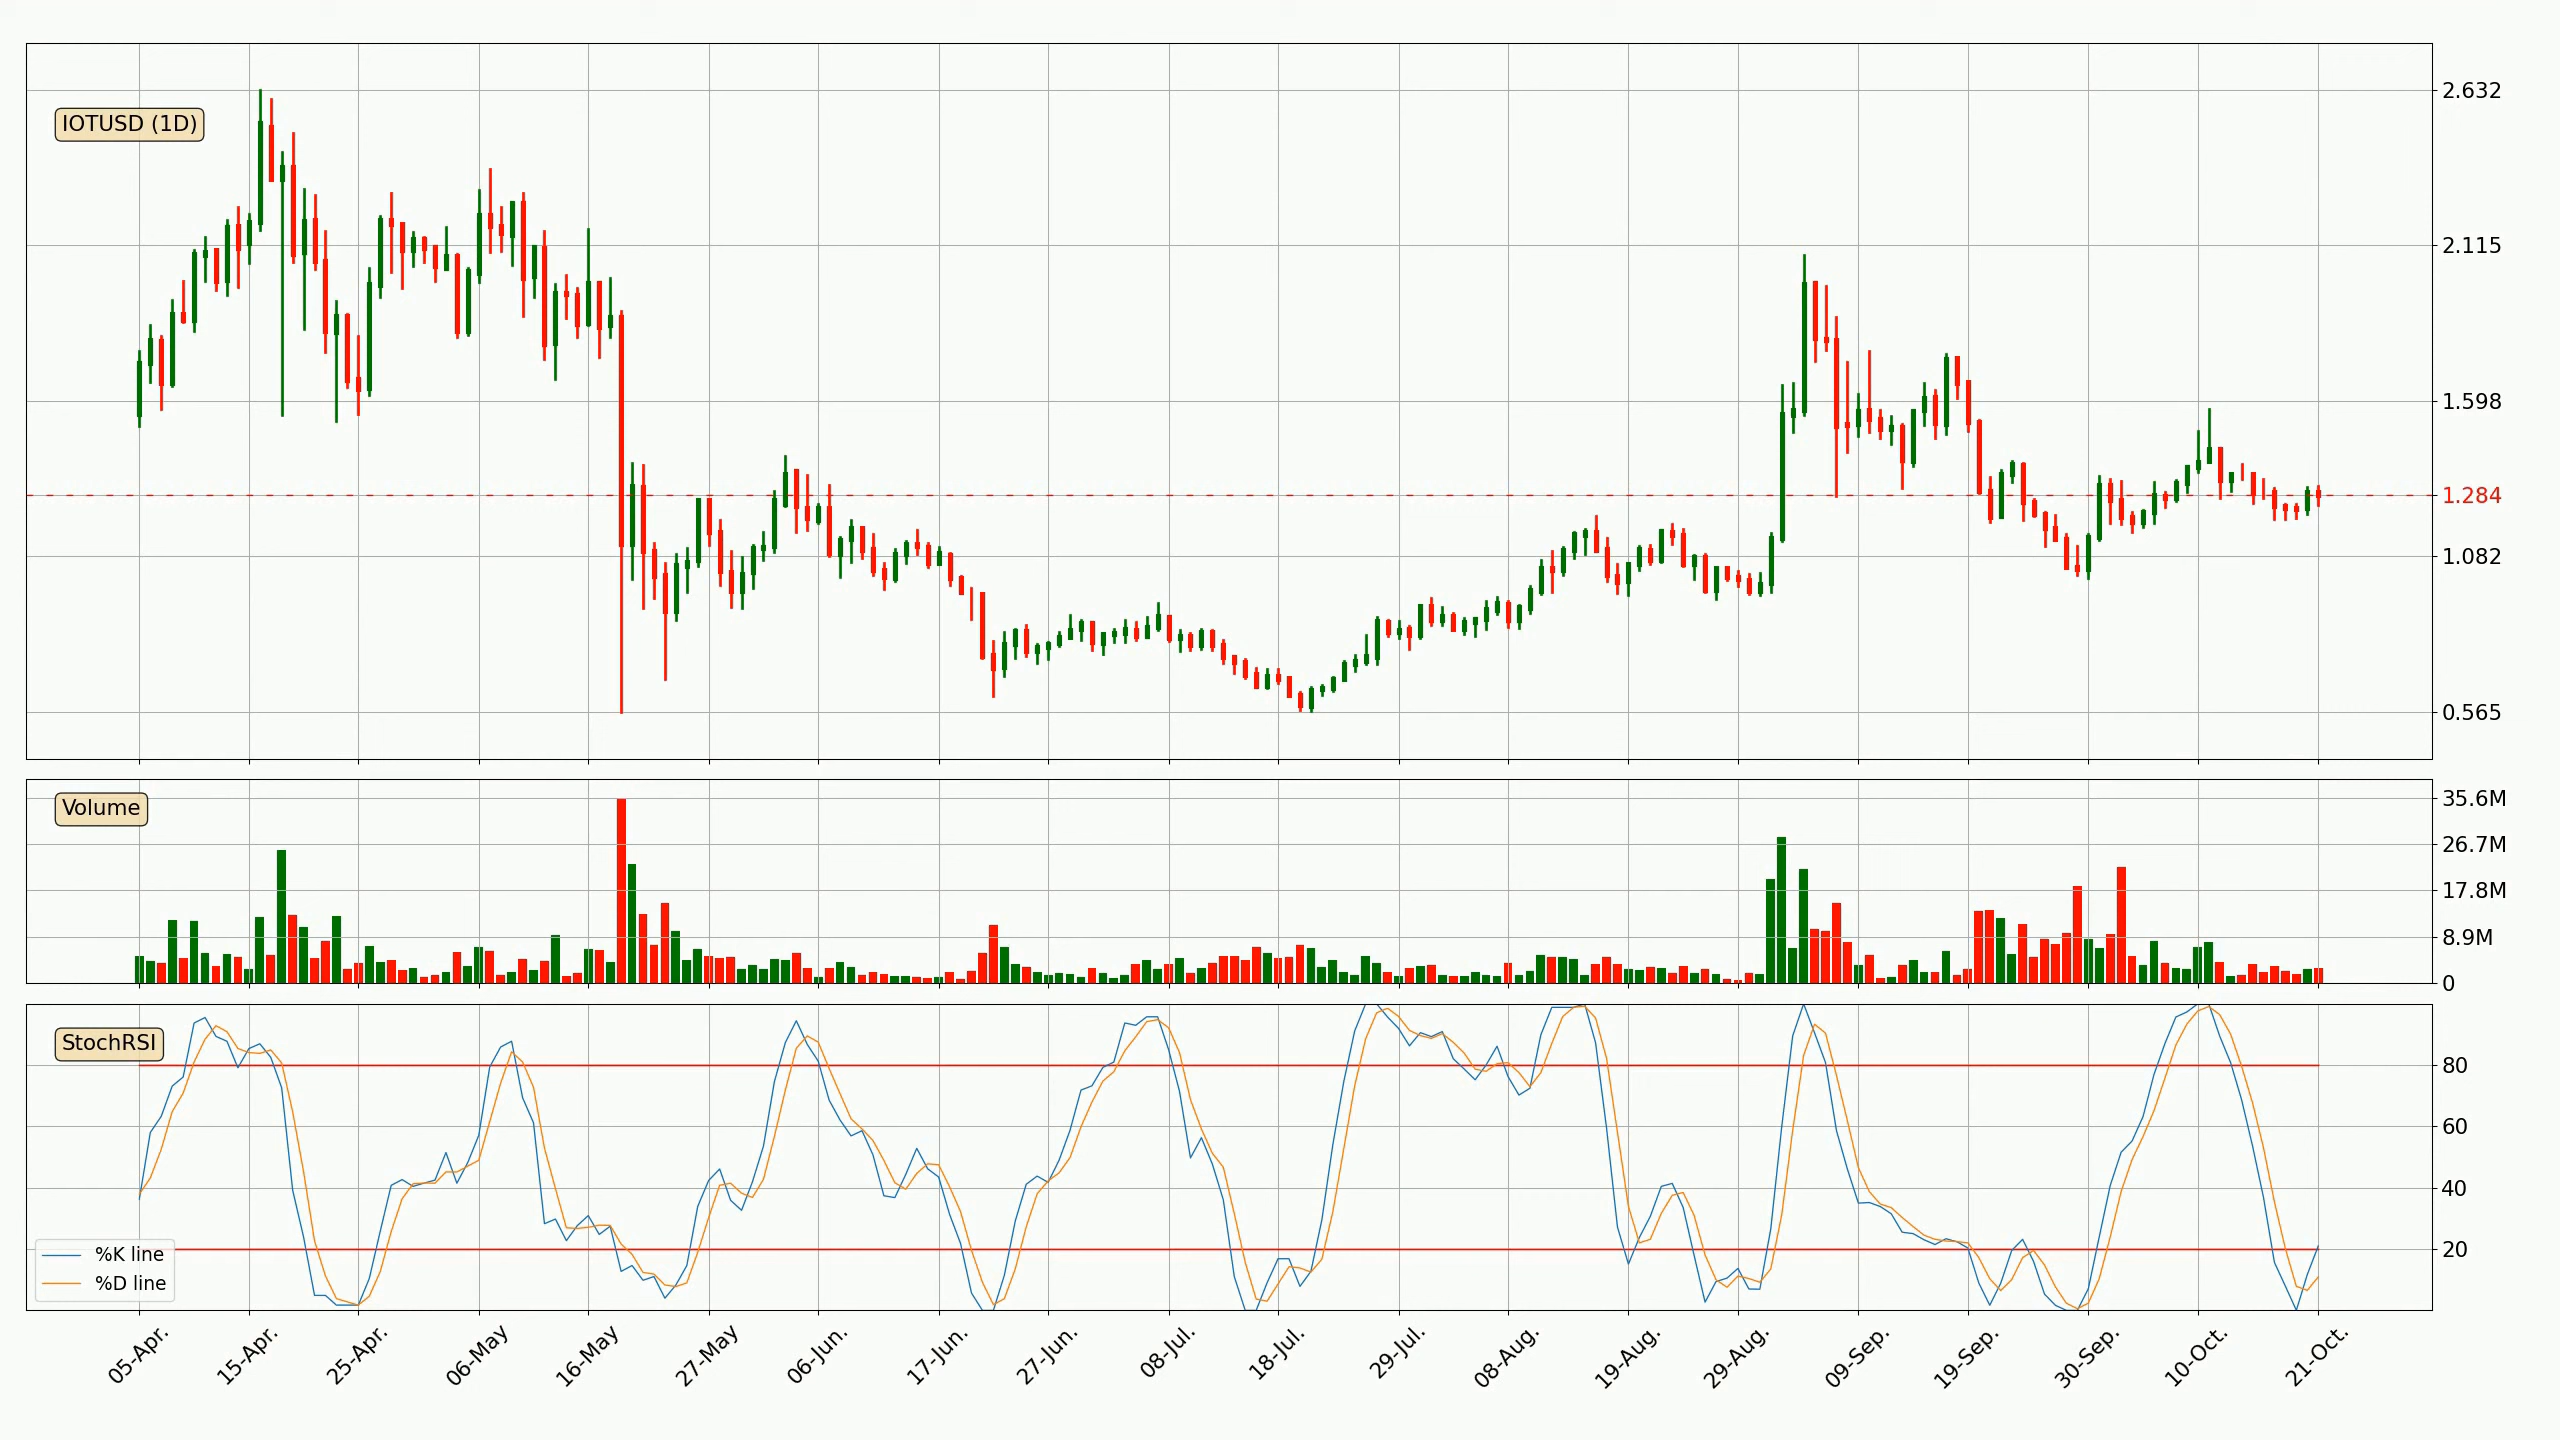 IOTUSD (1D)
2.632
2.115
1.598
1.284
1.082
0.565
Volume
35.6M
26.7M
17.8M
8.9M
0
StochRSI
80
60
40
20
%K line
%D line
05-Apr.
15-Apr.
25-Apr.
06-May
16-May
27-May
06-Jun.
17-Jun.
27-Jun.
08-Jul.
18-Jul.
29-Jul.
08-Aug.
19-Aug.
29-Aug.
09-Sep.
19-Sep.
30-Sep.
10-Oct.
21-Oct.